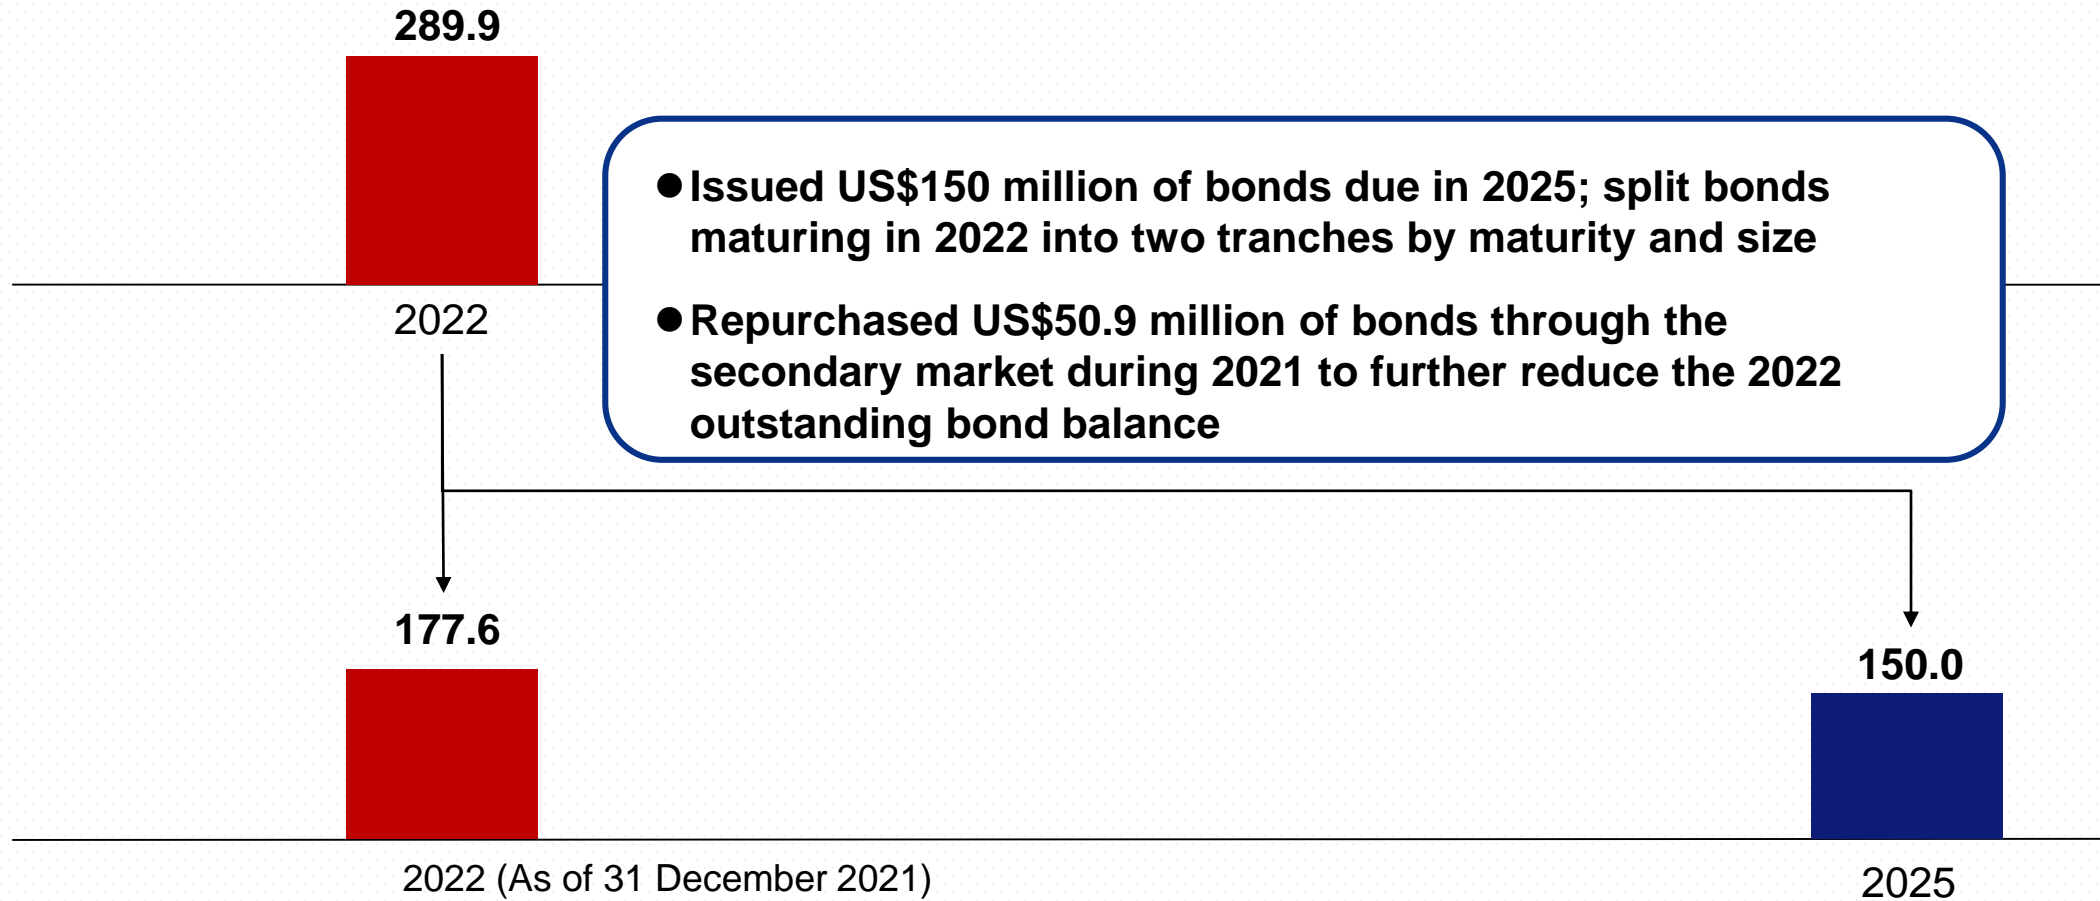 289.9
● Issued US$150 million of bonds due in 2025; split bonds
maturing in 2022 into two tranches by maturity and size
● Repurchased US$50.9 million of bonds through the
secondary market during 2021 to further reduce the 2022
outstanding bond balance
2022
177.6
150.0
2022 (As of 31 December 2021)
2025